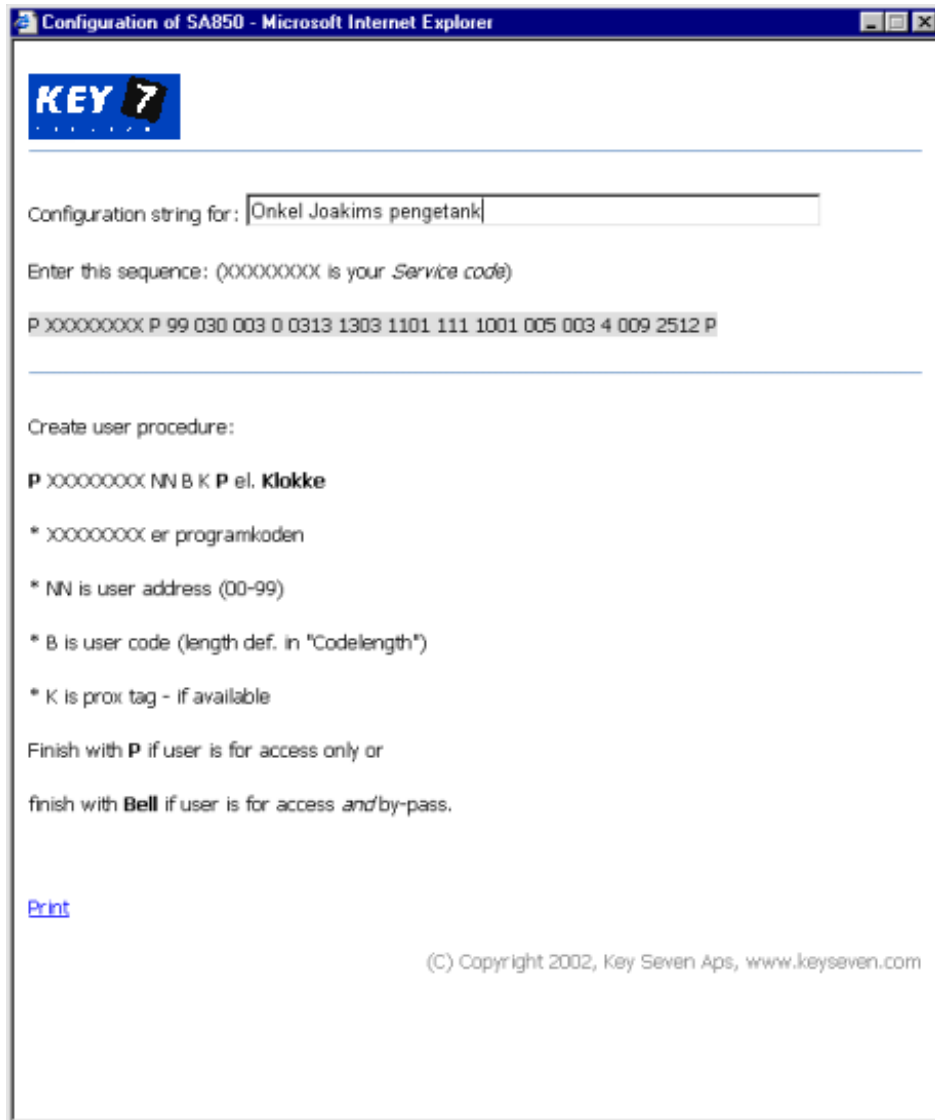 Configuration of SA850 - Microsoft Internet Explorer
KEY 7
Configuration string for: Onkel Joakims pengetank
Enter this sequence: (XXXXXXXX is your Service code)
P XXXXXXXX P 99 030 003 0 0313 1303 1101 111 1001 005 003 4 009 2512 P
Create user procedure:
P XXXXXXXX NN B K P el. Klokke
* XXXXXXXX er programkoden
* NN is user address (00-99)
* B is user code (length def. in "Codelength")
* K is prox tag - if available
Finish with P if user is for access only or
finish with Bell if user is for access and by-pass.
Print
(C) Copyright 2002, Key Seven Aps, www.keyseven.com